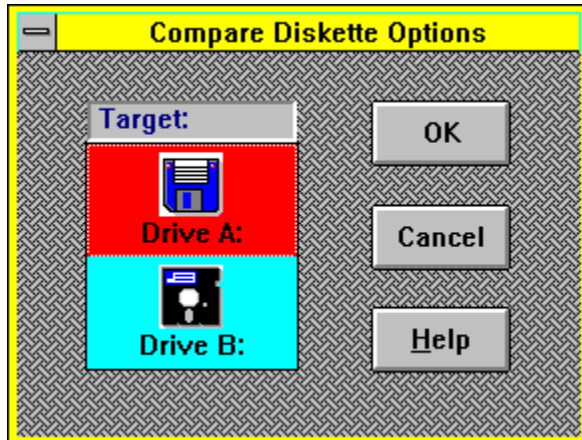 Compare Diskette Options
Target:
OK
Drive A:
Cancel
Drive B:
Help